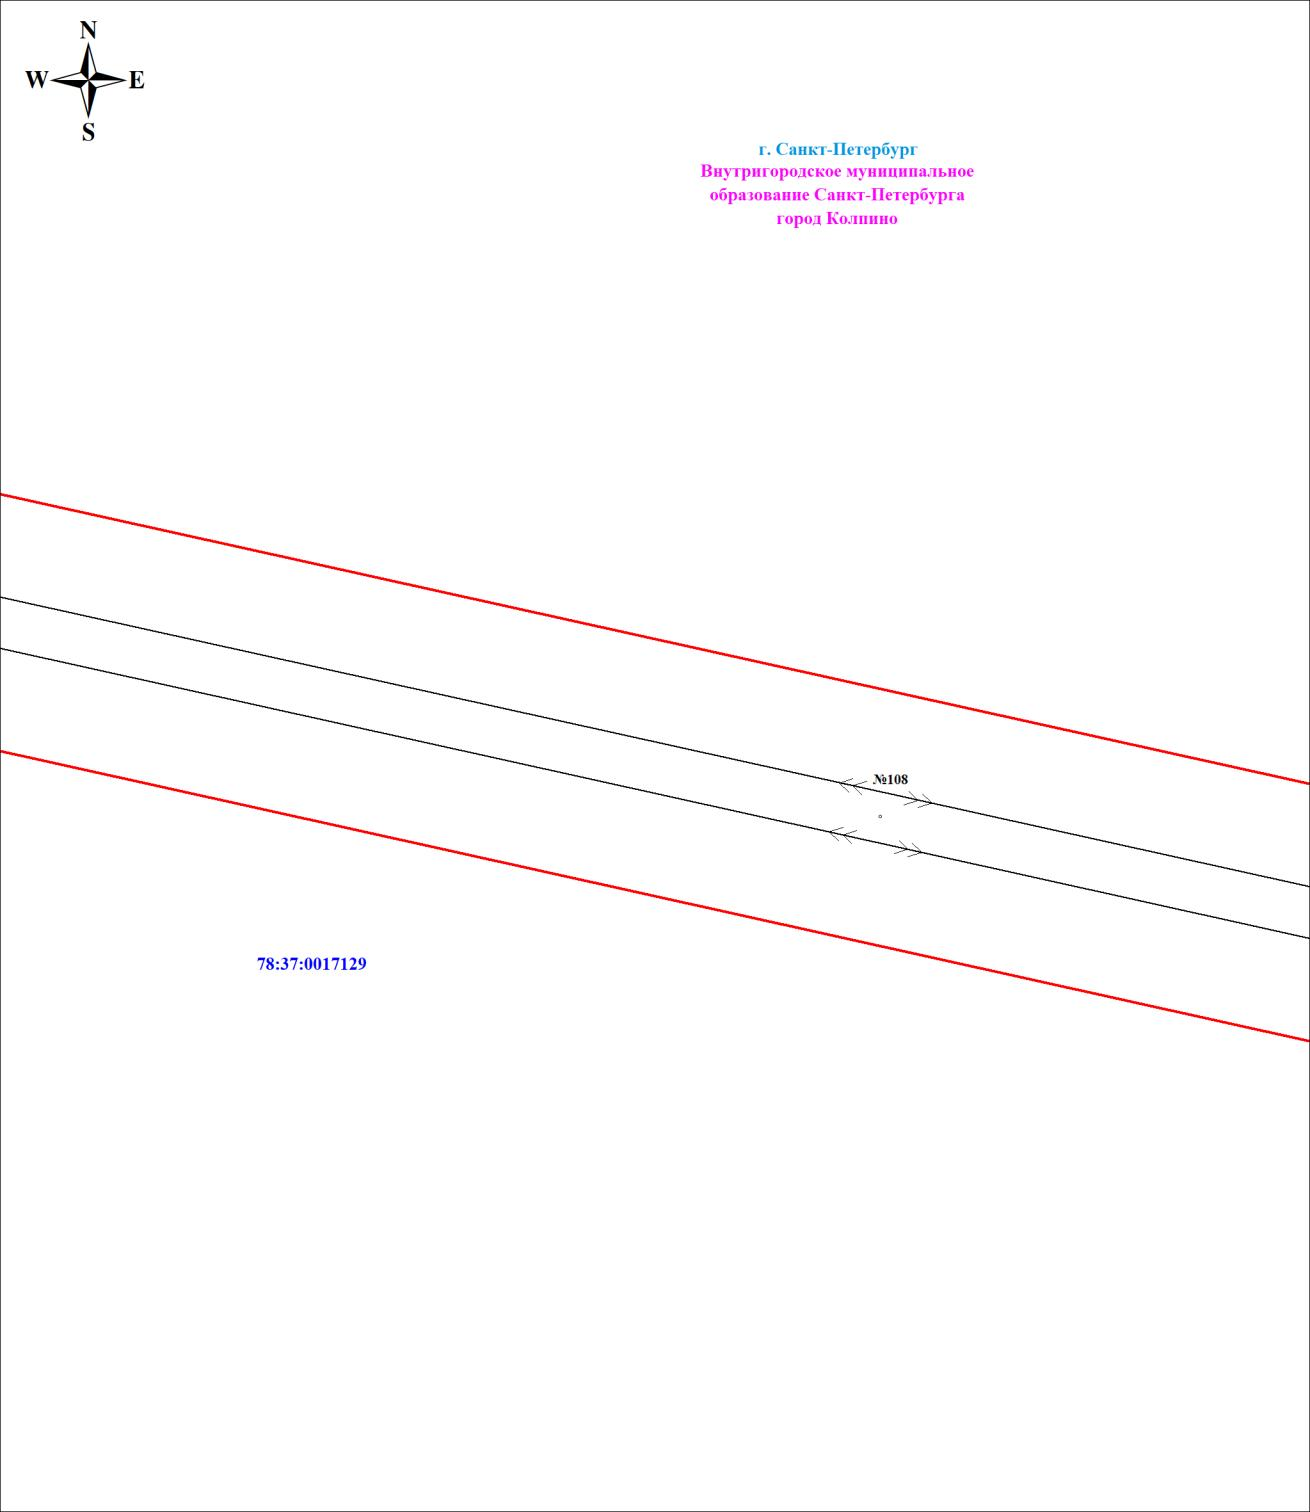 N
W E
S
г. Санкт-Петербург
Внутригородское муниципальное
образование Санкт-Петербурга
город Колпино
№108
78:37:0017129